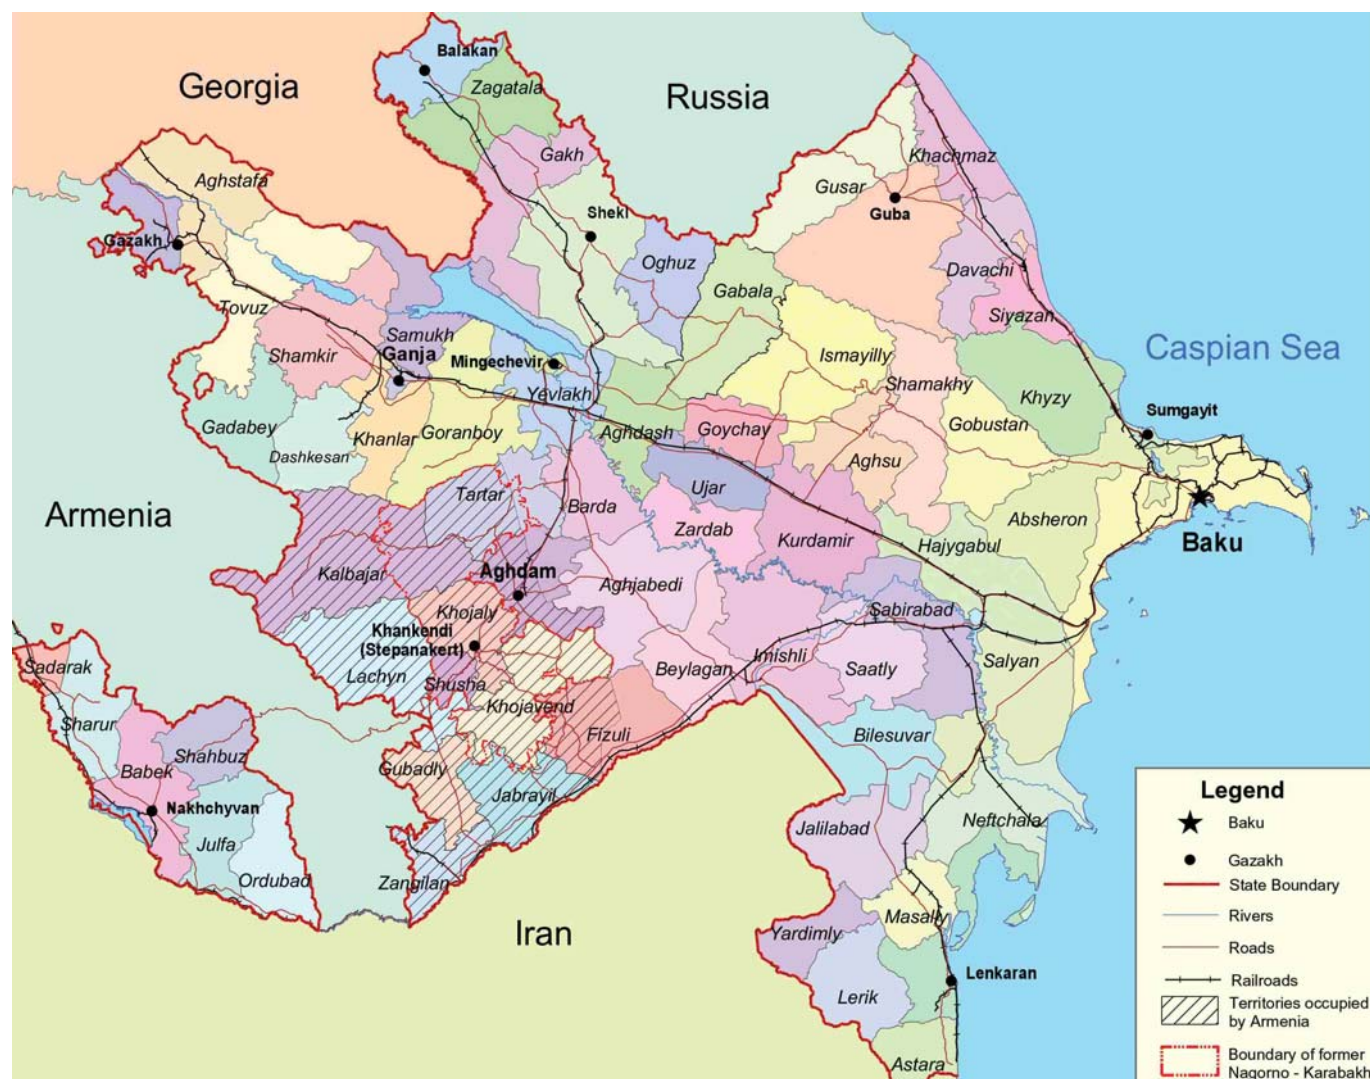 Balakan
Georgia
Zagatala
Russia
Gakh
Khachmaz
Aghstafa
Gusar
Guba
Sheki
Gazakh
Oghuz
Davachi
Gabala
Tovuz
Siyazan
Samukh
Caspian Sea
Shamkir
Ganja
Mingechevir
Ismayilly
Yevlakh
Shamakhy
Khyzy
Sumgayit
Gadabey
Khanlar
Goranboy
Aghdash
Goychay
Gobustan
Dashkesan
Aghsu
Tartar
Ujar
Armenia
Barda
Zardab
Absheron
Kurdamir
Hajygabul
Baku
Kalbajar
Aghdam
Aghjabedi
Khojaly
Sabirabad
Khankendi
(Stepanakert)
Sadarak
Lachyn
Shusha
Beylagan
Imishli
Saatly
Salyan
Khojavend
Sharur
Fizuli
Bilesuvar
Shahbuz
Babek
Gubadly
Jabrayil
Nakhchyvan
Neftchala
Jalilabad
Julfa
Ordubad
Zangilan
Masally
Iran
Yardimly
Lenkaran
Lerik
Astara
Legend
Baku
Gazakh
State Boundary
Rivers
Roads
Railroads
Territories occupied
by Armenia
Boundary of former
Nagorno - Karabakh